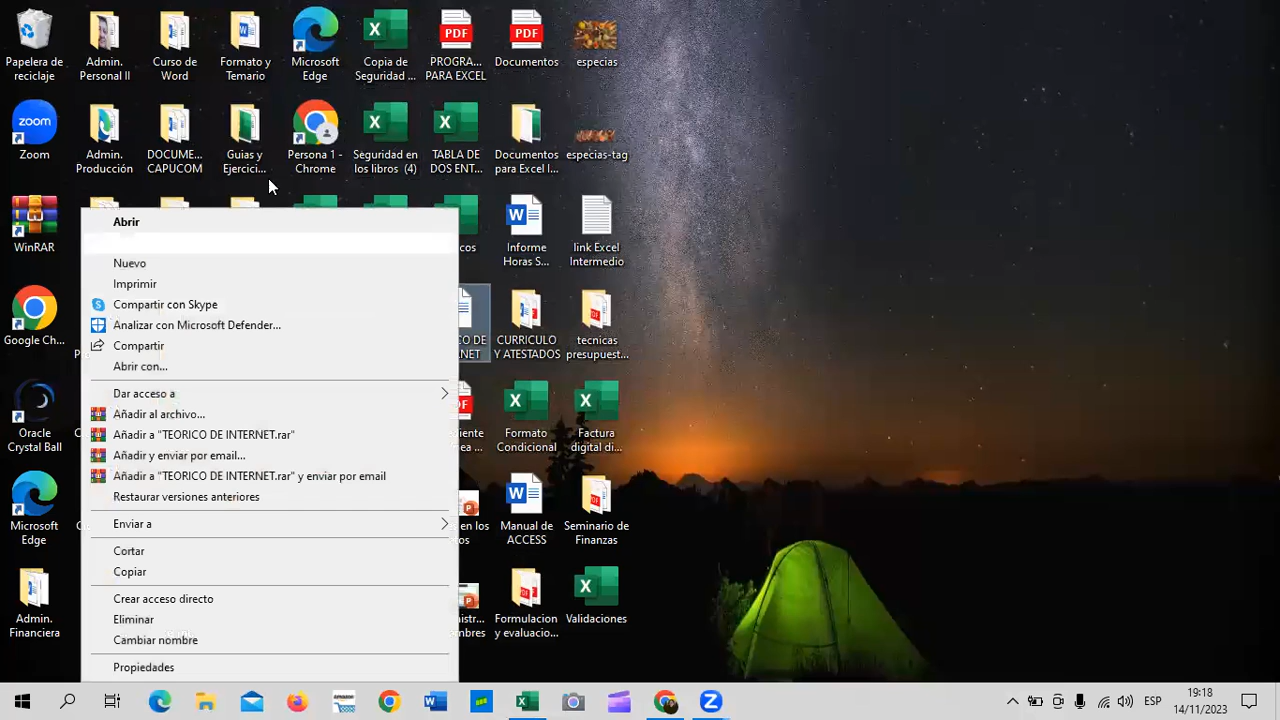 Papelera de
reciclaje
Admin.
Personal II
Curso de
Word
Formato y
Temario
Microsoft
Edge
Copia de
Seguridad ...
PDF
PROGRA...
PARA EXCEL
PDF
Documentos
especias
zoom
Zoom
Admin.
Producción
DOCUME...
CAPUCOM
Guias y
Ejercici...
Persona 1 -
Chrome
Seguridad en
los libros (4)
TABLA DE
DOS ENT...
Documentos
para Excel I...
especias-tag
WinRAR
cos
Informe
Horas S...
link Excel
Intermedio
Abrir
Nuevo
Imprimir
Compartir con Skype
Analizar con Microsoft Defender...
Compartir
Abrir con...
Dar acceso a
Añadir al archivo...
Añadir a "TEORICO DE INTERNET.rar"
Añadir y enviar por email...
Añadir a "TEORICO DE INTERNET.rar" y enviar por email
Restaurar versiones anteriores
Enviar a
Cortar
Copiar
Crear acceso directo
Eliminar
Cambiar nombre
Propiedades
Google Ch...
CO DE
NET
CURRICULO
Y ATESTADOS
tecnicas
presupuest...
Oracle
Crystal Ball
iente
Formato
Condicional
Factura
digital di...
Microsoft
Edge
en los
Manual de
ACCESS
Seminario de
Finanzas
Admin.
Financiera
nistr...
mbres
Formulacion
y evaluacio...
Validaciones
ESP
19:18
14/11/2023